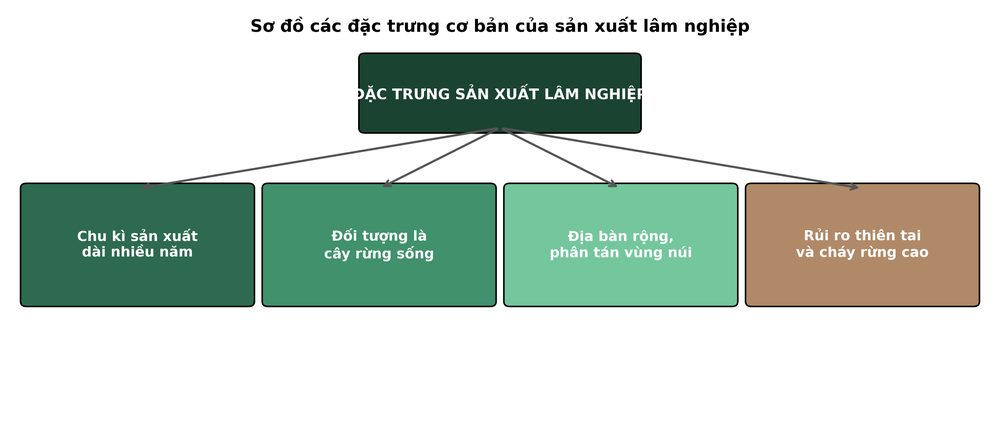 Sơ đồ các đặc trưng cơ bản của sản xuất lâm nghiệp
ĐẶC TRƯNG SẢN XUẤT LÂM NGHIỆP
Chu kì sản xuất
dài nhiều năm
Đối tượng là
cây rừng sống
Địa bàn rộng,
phân tán vùng núi
Rủi ro thiên tai
và cháy rừng cao